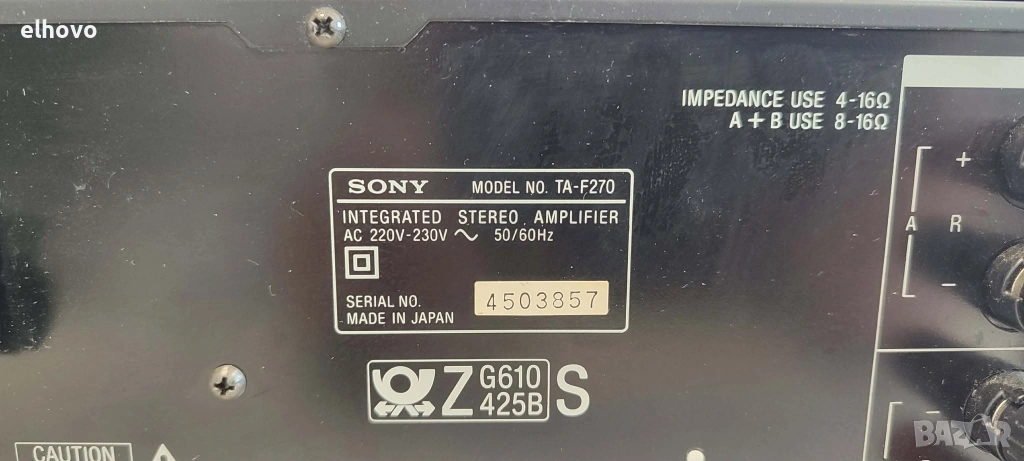 elhovo
IMPEDANCE USE 4-16Ω
A + B USE 8-16Ω
SONY MODEL NO. TA-F270
INTEGRATED STEREO AMPLIFIER
AC 220V-230V ~ 50/60Hz
SERIAL NO. 4503857
MADE IN JAPAN
+
A R
-
Z G610 S
425B
-
CAUTION
BAZAR